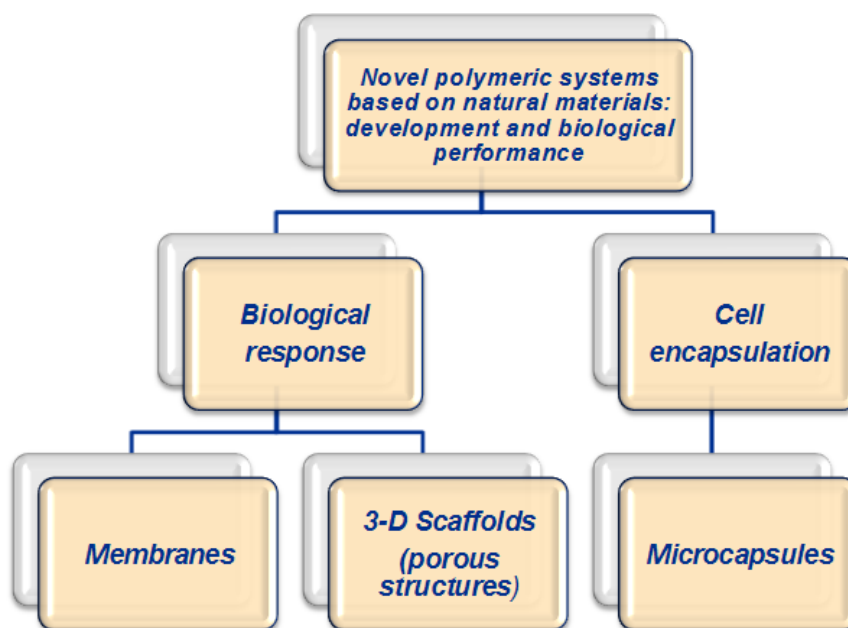 Novel polymeric systems
based on natural materials:
development and biological
performance
Biological
response
Cell
encapsulation
Membranes
3-D Scaffolds
(porous
structures)
Microcapsules